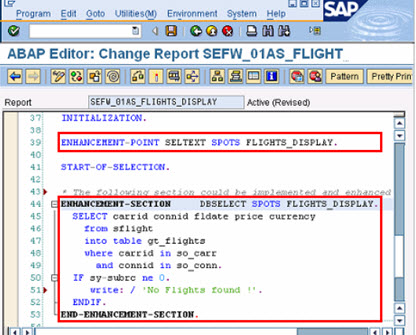 Program Edit Goto Utilities(M) Environment System Help
SAP
ABAP Editor: Change Report SEFW_01AS_FLIGHT
Pattern Pretty Prin
Report SEFW_01AS_FLIGHTS_DISPLAY Active (Revised)
37 INITIALIZATION.
38
39 ENHANCEMENT-POINT SELTEXT SPOTS FLIGHTS_DISPLAY.
40
41 START-OF-SELECTION.
42
43 * The following section could be implemented and enhanced
44 ENHANCEMENT-SECTION DBSELECT SPOTS FLIGHTS_DISPLAY.
45 SELECT carrid connid fldate price currency
46 from sflight
47 into table gt_flights
48 where carrid in so_carr
49 and connid in so_conn.
50 IF sy-subrc ne 0.
51 write: / 'No Flights found !'.
52 ENDIF.
53 END-ENHANCEMENT-SECTION.